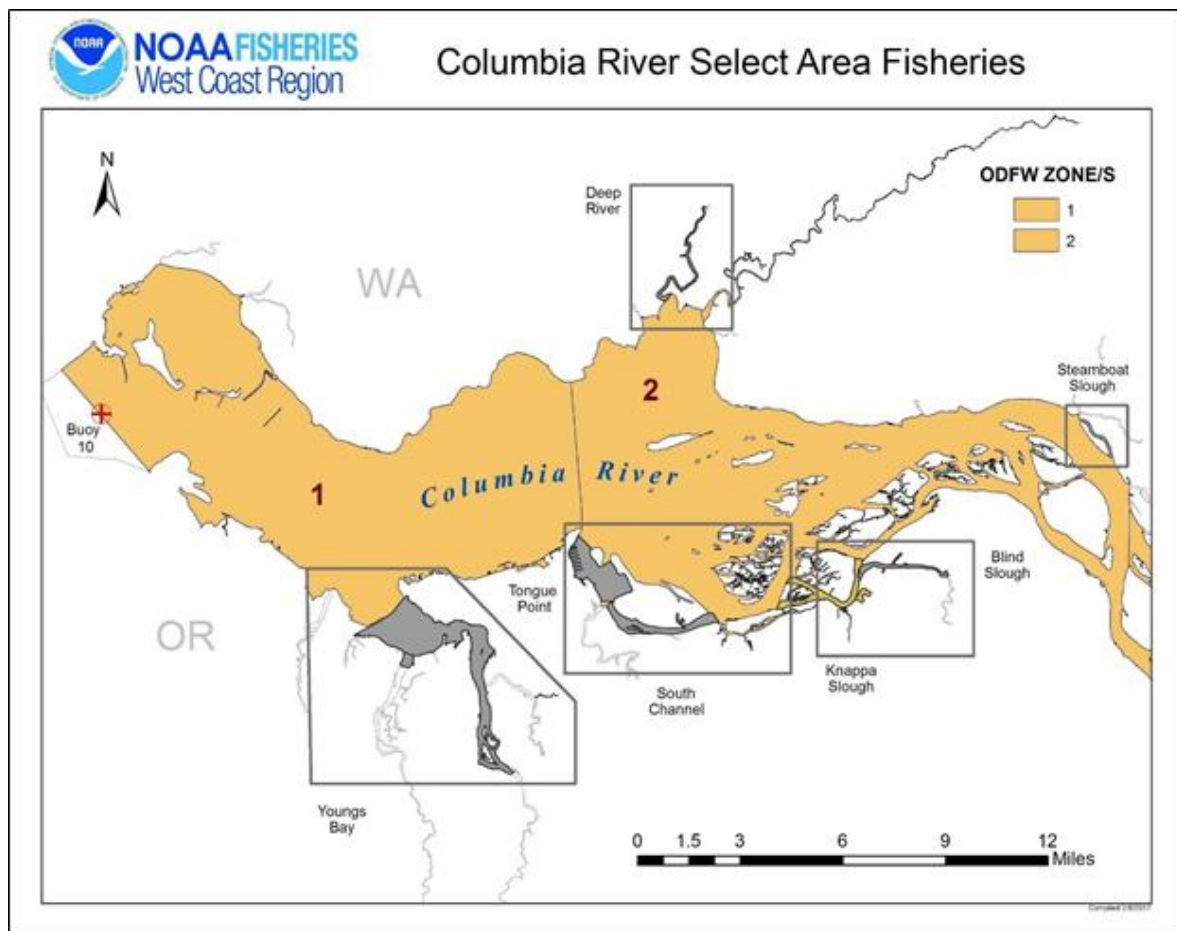 NOAA
NOAA FISHERIES
West Coast Region
Columbia River Select Area Fisheries
N
Deep
River
ODFW ZONE/S
1
2
WA
Steamboat
Slough
2
Buoy
10
1
Columbia River
Tongue
Point
Blind
Slough
OR
Knappa
Slough
South
Channel
Youngs
Bay
0 1.5 3 6 9 12
Miles